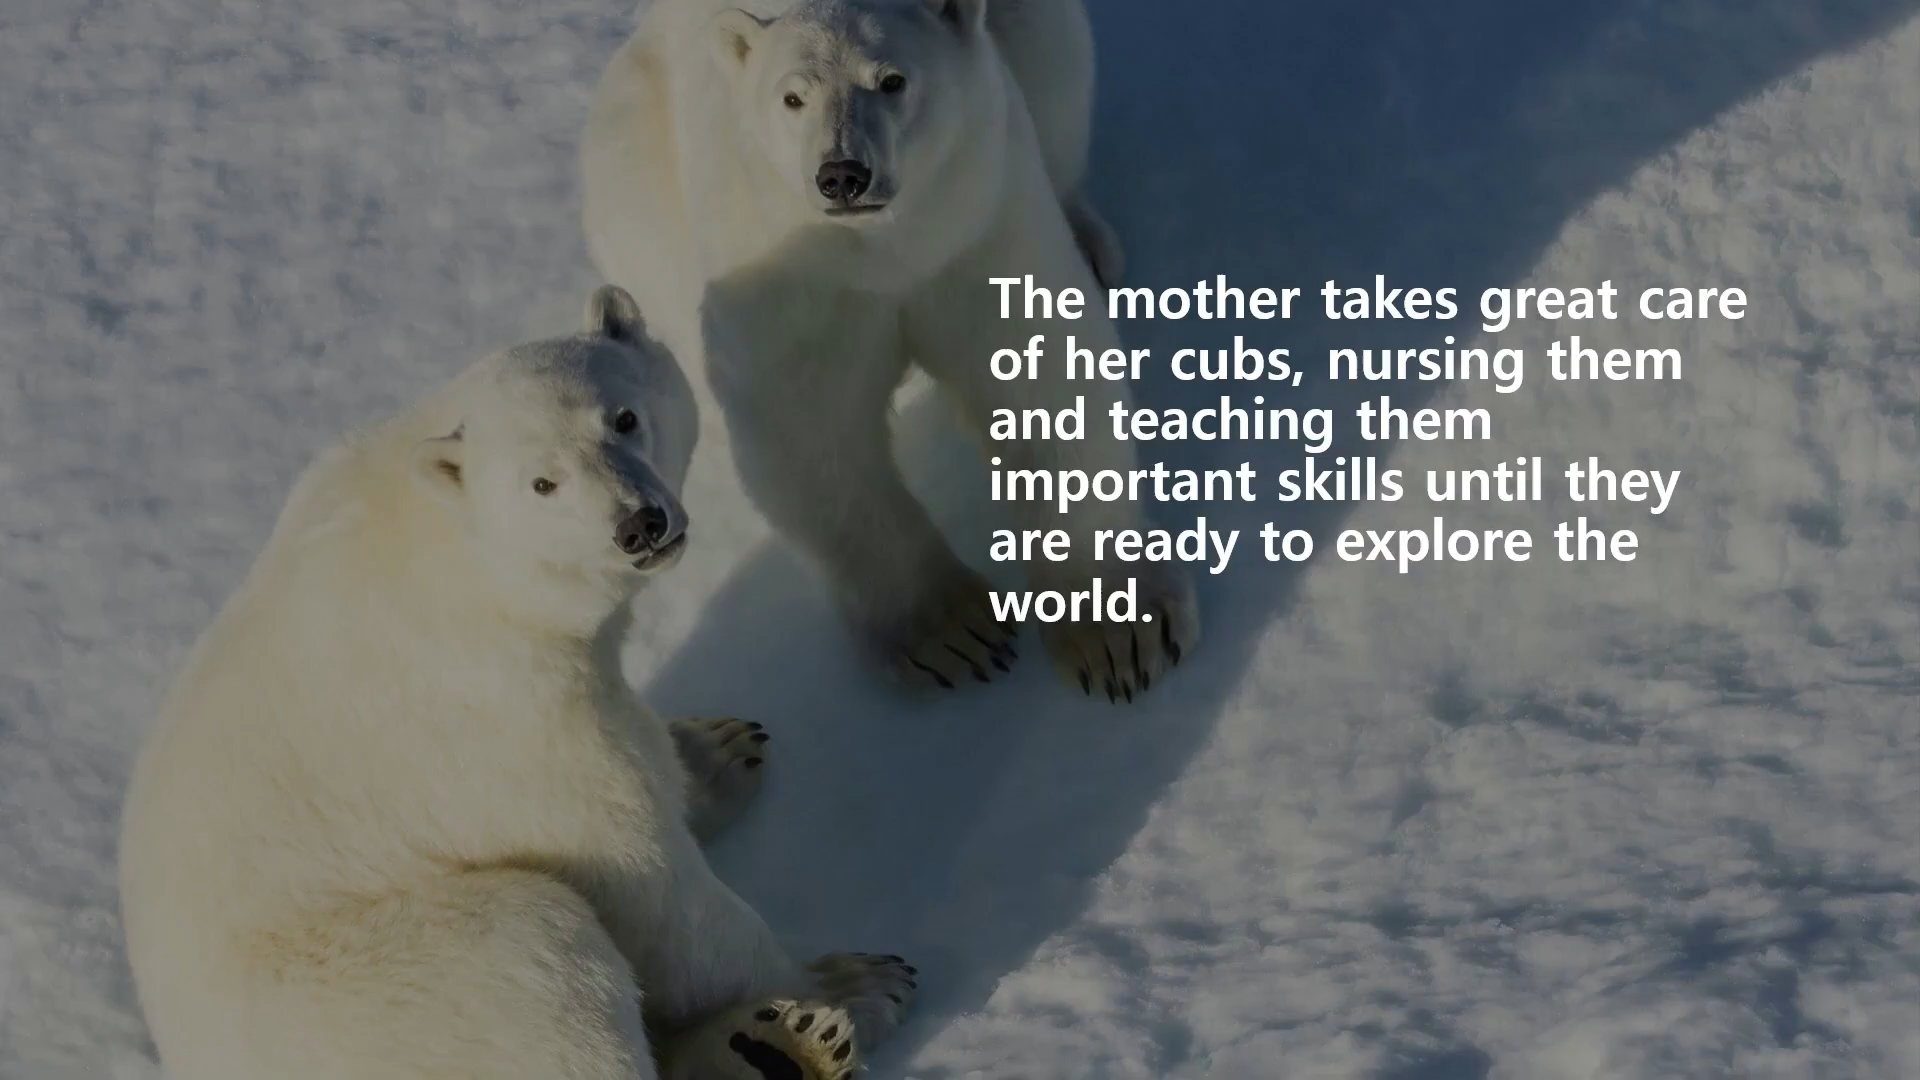 The mother takes great care
of her cubs, nursing them
and teaching them
important skills until they
are ready to explore the
world.